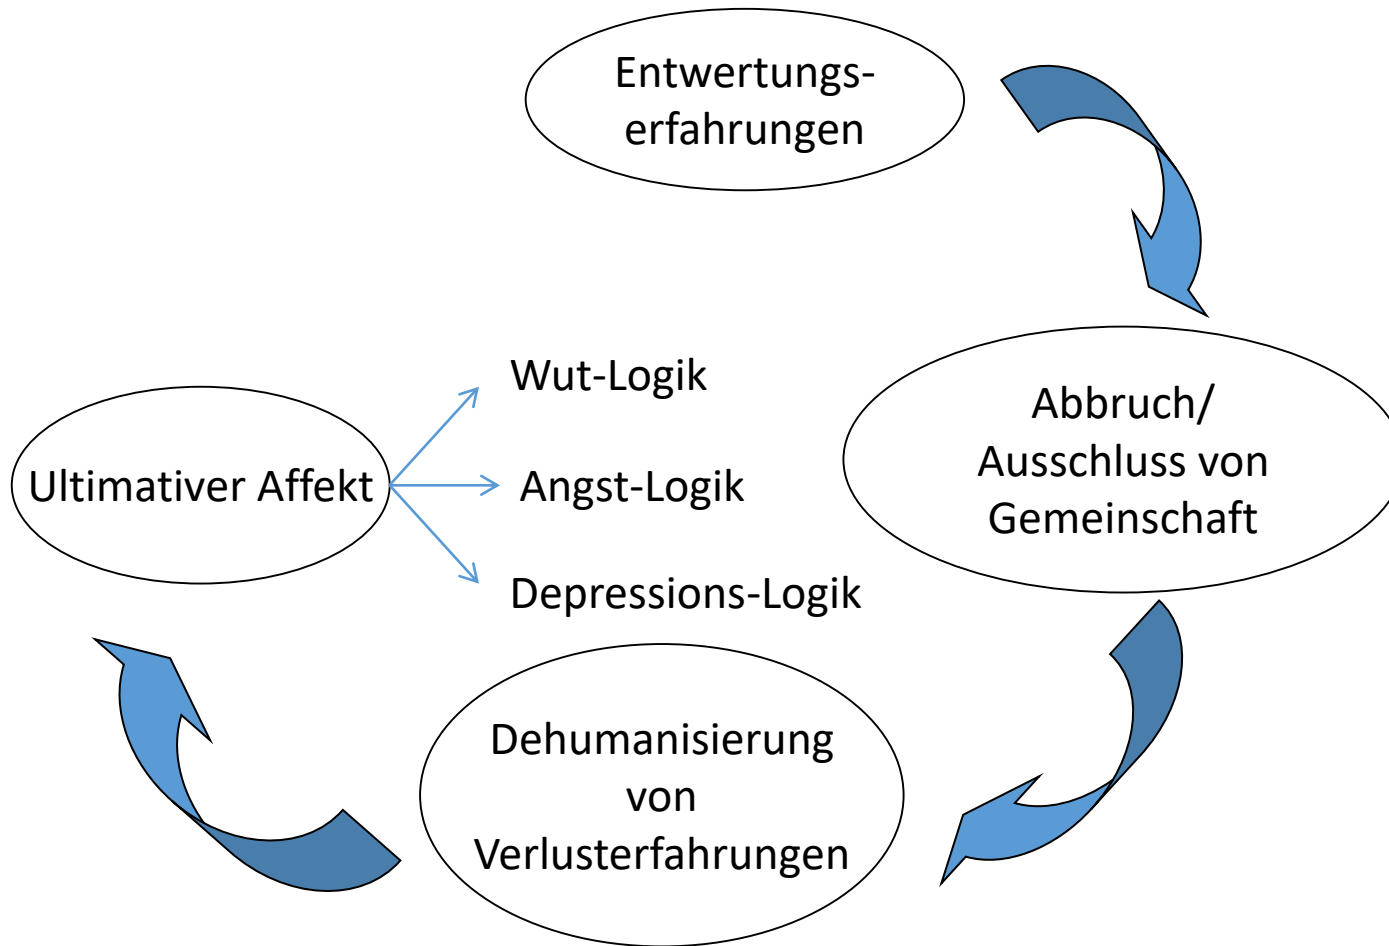 Entwertungs-
erfahrungen
Abbruch/
Ausschluss von
Gemeinschaft
Wut-Logik
Ultimativer Affekt
Angst-Logik
Depressions-Logik
Dehumanisierung
von
Verlusterfahrungen